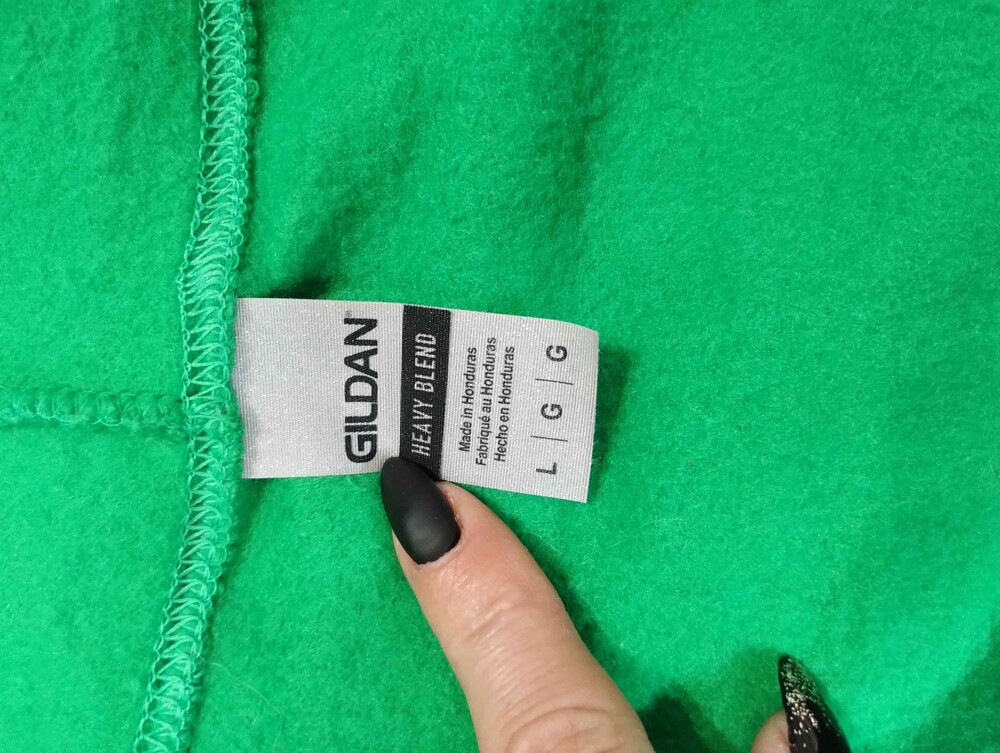 GILDAN®
HEAVY BLEND
Made in Honduras
Fabriqué au Honduras
Hecho en Honduras
L | G | G